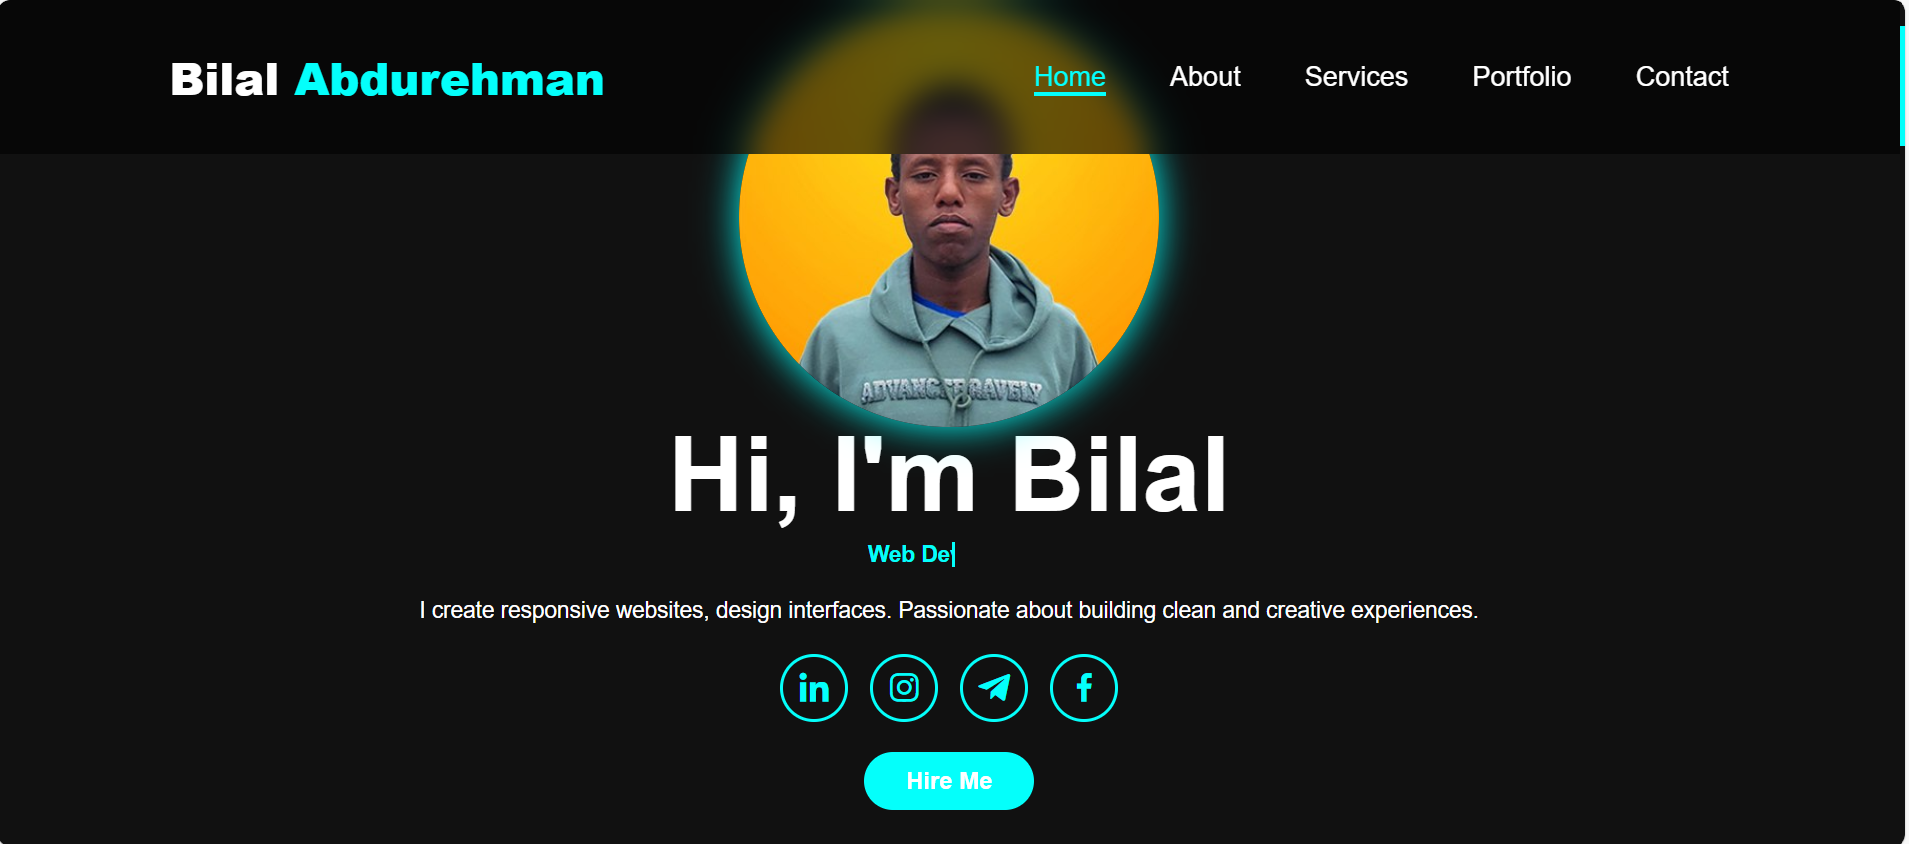 Bilal Abdurehman
Home About Services Portfolio Contact
ADVANCE BRAVELY
Hi, I'm Bilal
Web De
I create responsive websites, design interfaces. Passionate about building clean and creative experiences.
in
f
Hire Me